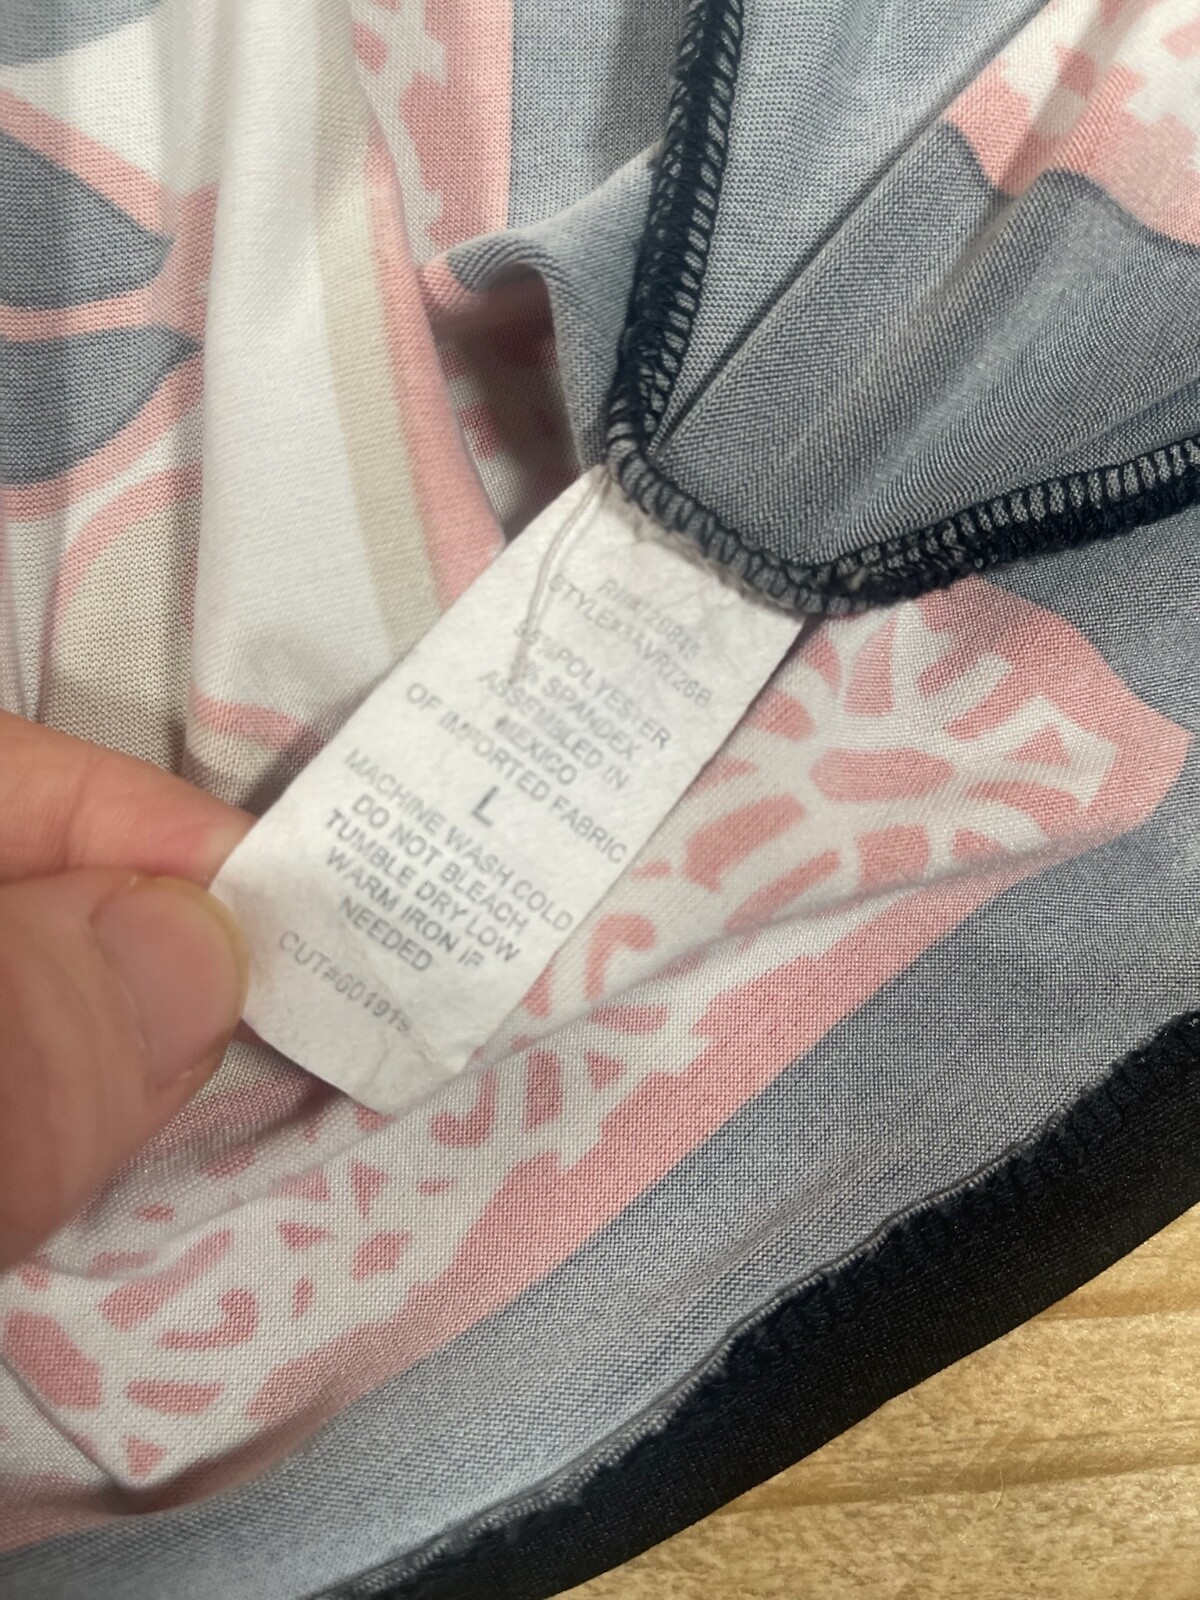 RN#
STYLE#
POLYESTER
% SPANDEX
ASSEMBLED IN
MEXICO
OF IMPORTED FABRIC
L
MACHINE WASH COLD
DO NOT BLEACH
TUMBLE DRY LOW
WARM IRON IF
NEEDED